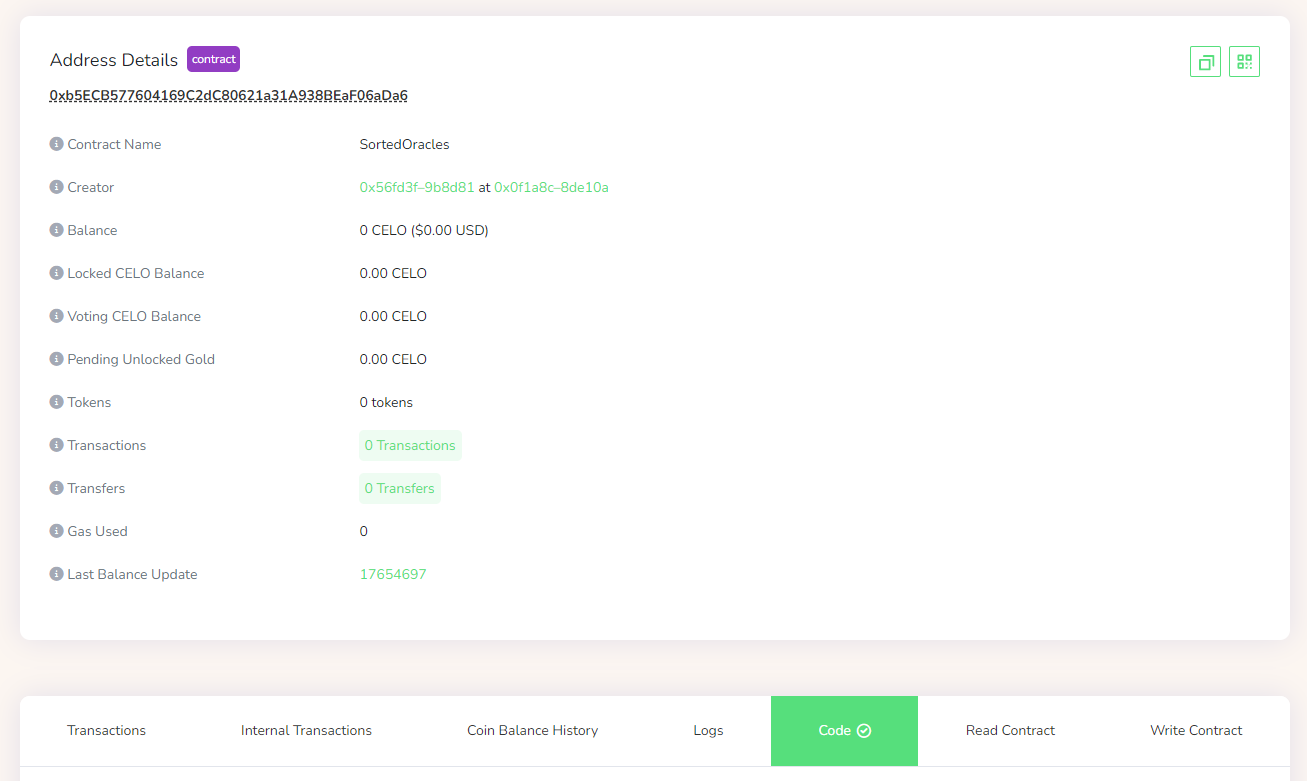 Address Details contract
0xb5ECB577604169C2dC80621a31A938BEaF06aDa6
Contract Name SortedOracles
Creator 0x56fd3f–9b8d81 at 0x0f1a8c–8de10a
Balance 0 CELO ($0.00 USD)
Locked CELO Balance 0.00 CELO
Voting CELO Balance 0.00 CELO
Pending Unlocked Gold 0.00 CELO
Tokens 0 tokens
Transactions 0 Transactions
Transfers 0 Transfers
Gas Used 0
Last Balance Update 17654697
Transactions Internal Transactions Coin Balance History Logs Code Read Contract Write Contract